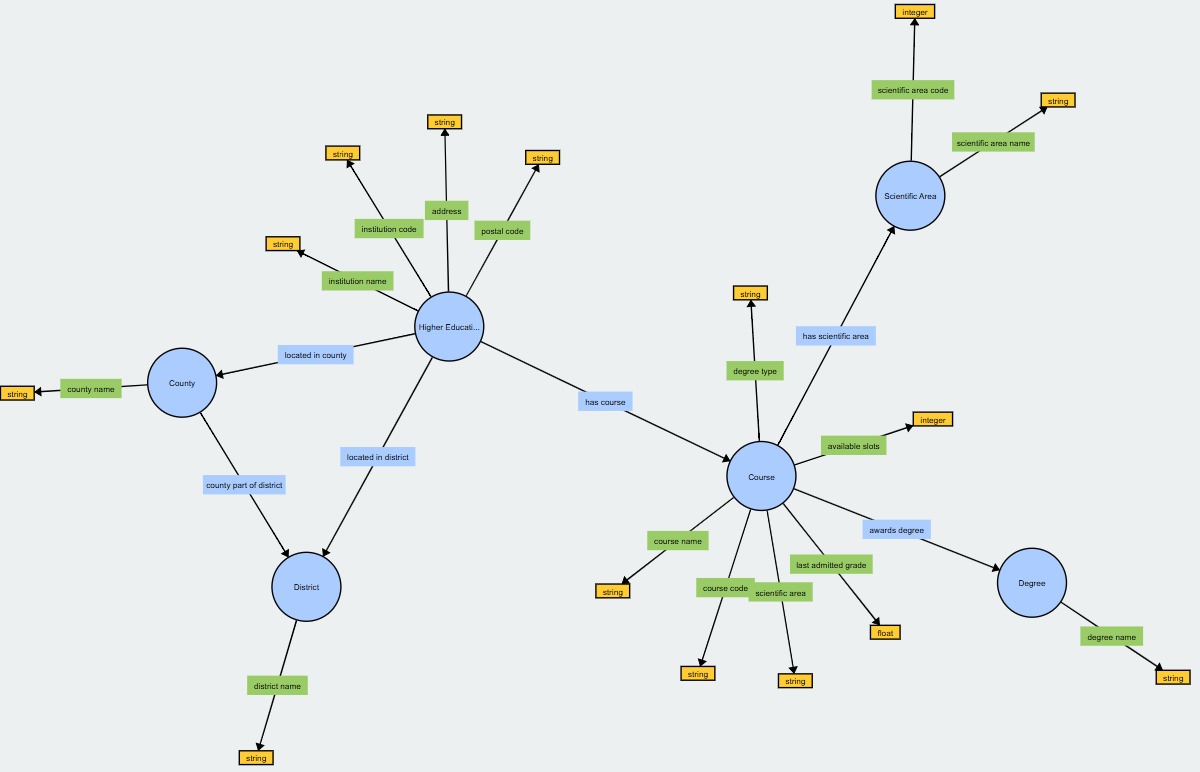 integer
scientific area code
string
scientific area name
Scientific Area
string
string
string
address
institution code
postal code
string
institution name
Higher Educati...
located in county
County
county name
string
has course
located in district
county part of district
District
district name
string
string
degree type
has scientific area
integer
available slots
Course
awards degree
course name
last admitted grade
course code
scientific area
string
float
string
string
Degree
degree name
string